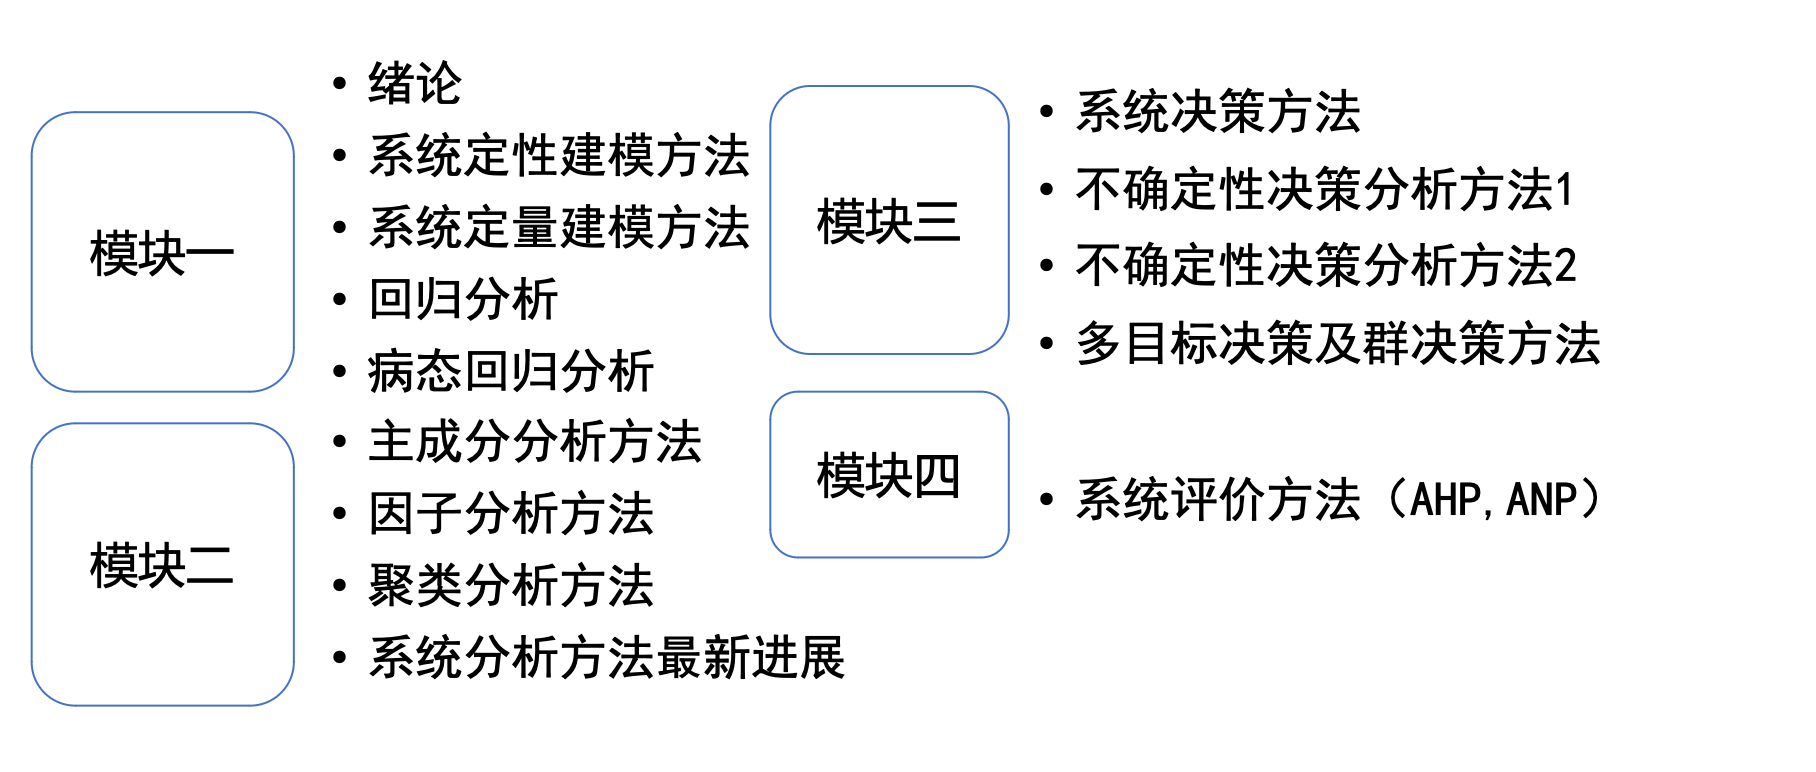 模块一
• 绪论
• 系统定性建模方法
• 系统定量建模方法
• 回归分析
• 病态回归分析
模块二
• 主成分分析方法
• 因子分析方法
• 聚类分析方法
• 系统分析方法最新进展
模块三
• 系统决策方法
• 不确定性决策分析方法1
• 不确定性决策分析方法2
• 多目标决策及群决策方法
模块四
• 系统评价方法（AHP,ANP）